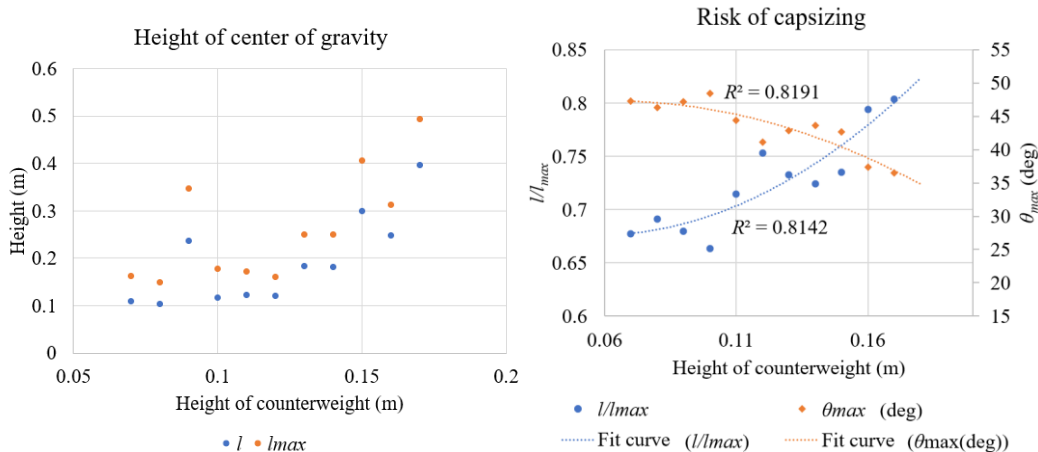 Height of center of gravity
0.6
0.5
0.4
0.3
0.2
0.1
0
Height (m)
0.05
0.1
0.15
0.2
Height of counterweight (m)
l
lmax
Risk of capsizing
0.85
0.8
0.75
0.7
0.65
0.6
l/lmax
55
50
45
40
35
30
25
20
15
θmax (deg)
R² = 0.8191
R² = 0.8142
0.06
0.11
0.16
Height of counterweight (m)
l/lmax
θmax (deg)
Fit curve (l/lmax)
Fit curve (θmax(deg))